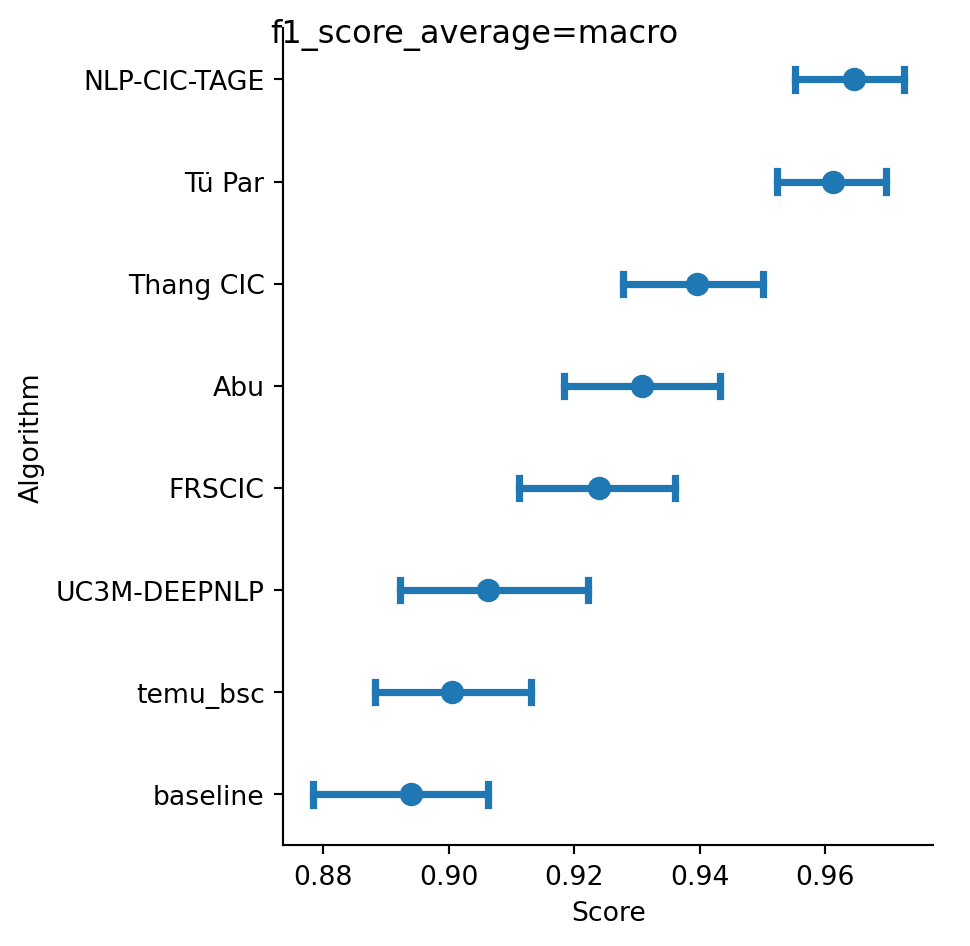 f1_score_average=macro
NLP-CIC-TAGE
Tü Par
Thang CIC
Abu
FRSCIC
UC3M-DEEPNLP
temu_bsc
baseline
Algorithm
0.88 0.90 0.92 0.94 0.96
Score